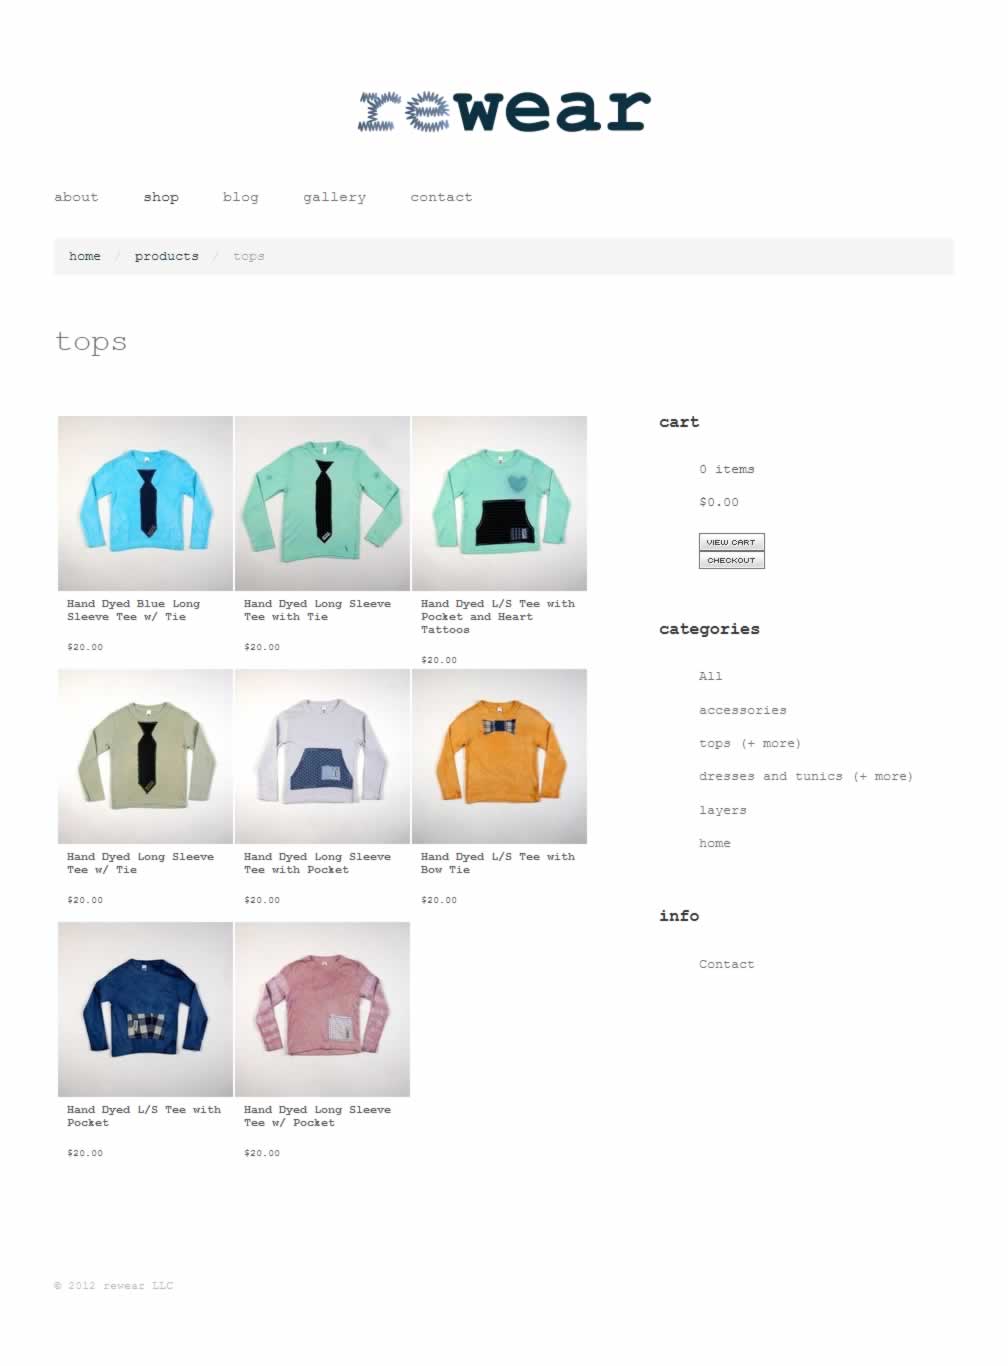 rewear
about shop blog gallery contact
home / products / tops
tops
Hand Dyed Blue Long
Sleeve Tee w/ Tie
$20.00
Hand Dyed Long Sleeve
Tee with Tie
$20.00
Hand Dyed L/S Tee with
Pocket and Heart
Tattoos
$20.00
Hand Dyed Long Sleeve
Tee w/ Tie
$20.00
Hand Dyed Long Sleeve
Tee with Pocket
$20.00
Hand Dyed L/S Tee with
Bow Tie
$20.00
Hand Dyed L/S Tee with
Pocket
$20.00
Hand Dyed Long Sleeve
Tee w/ Pocket
$20.00
cart
0 items
$0.00
VIEW CART
CHECKOUT
categories
All
accessories
tops (+ more)
dresses and tunics (+ more)
layers
home
info
Contact
© 2012 rewear LLC